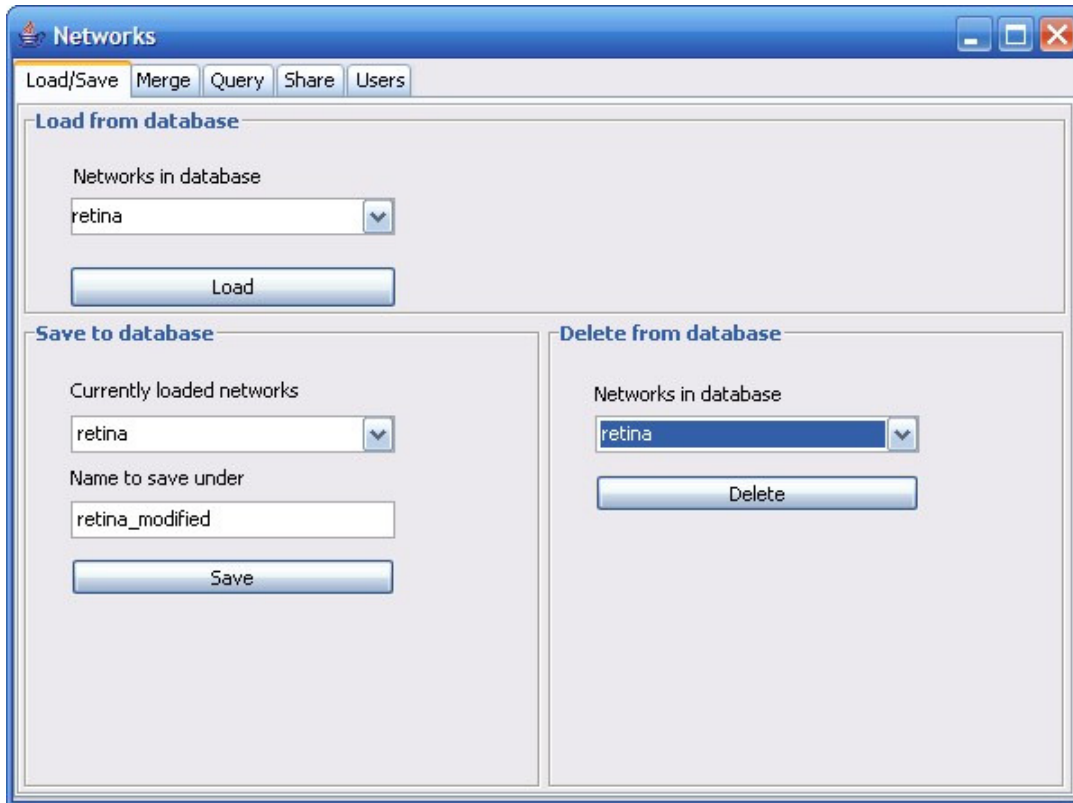 Networks
Load/Save Merge Query Share Users
Load from database
Networks in database
retina
Load
Save to database
Currently loaded networks
retina
Name to save under
retina_modified
Save
Delete from database
Networks in database
retina
Delete